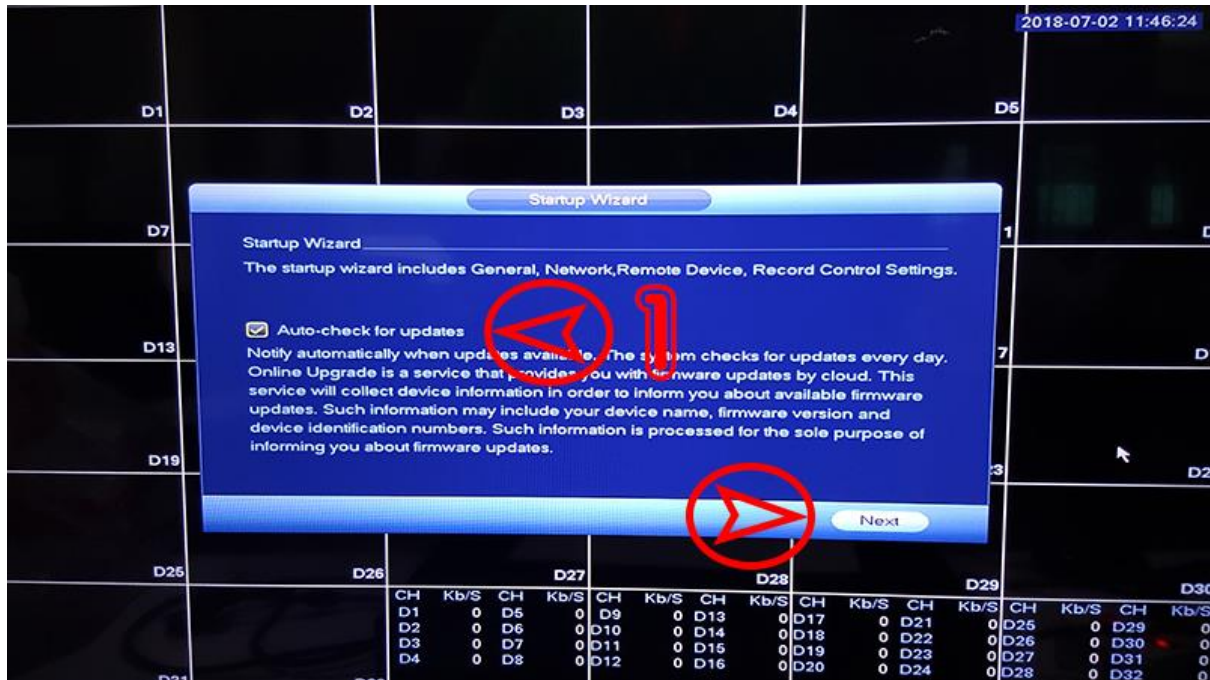 2018-07-02 11:46:24
D1 D2 D3 D4 D5
Startup Wizard
D7
Startup Wizard
The startup wizard includes General, Network,Remote Device, Record Control Settings.
1
Auto-check for updates
D13
Notify automatically when updates available. The system checks for updates every day.
Online Upgrade is a service that provides you with firmware updates by cloud. This
service will collect device information in order to inform you about available firmware
updates. Such information may include your device name, firmware version and
device identification numbers. Such information is processed for the sole purpose of
informing you about firmware updates.
D19
Next
D25 D26 D27 D28 D29 D30
CH Kb/S CH Kb/S CH Kb/S CH Kb/S CH Kb/S CH Kb/S CH Kb/S CH Kb/S
D1 0 D5 0 D9 0 D13 0 D17 0 D21 0 D25 0 D29 0
D2 0 D6 0 D10 0 D14 0 D18 0 D22 0 D26 0 D30 0
D3 0 D7 0 D11 0 D15 0 D19 0 D23 0 D27 0 D31 0
D4 0 D8 0 D12 0 D16 0 D20 0 D24 0 D28 0 D32 0